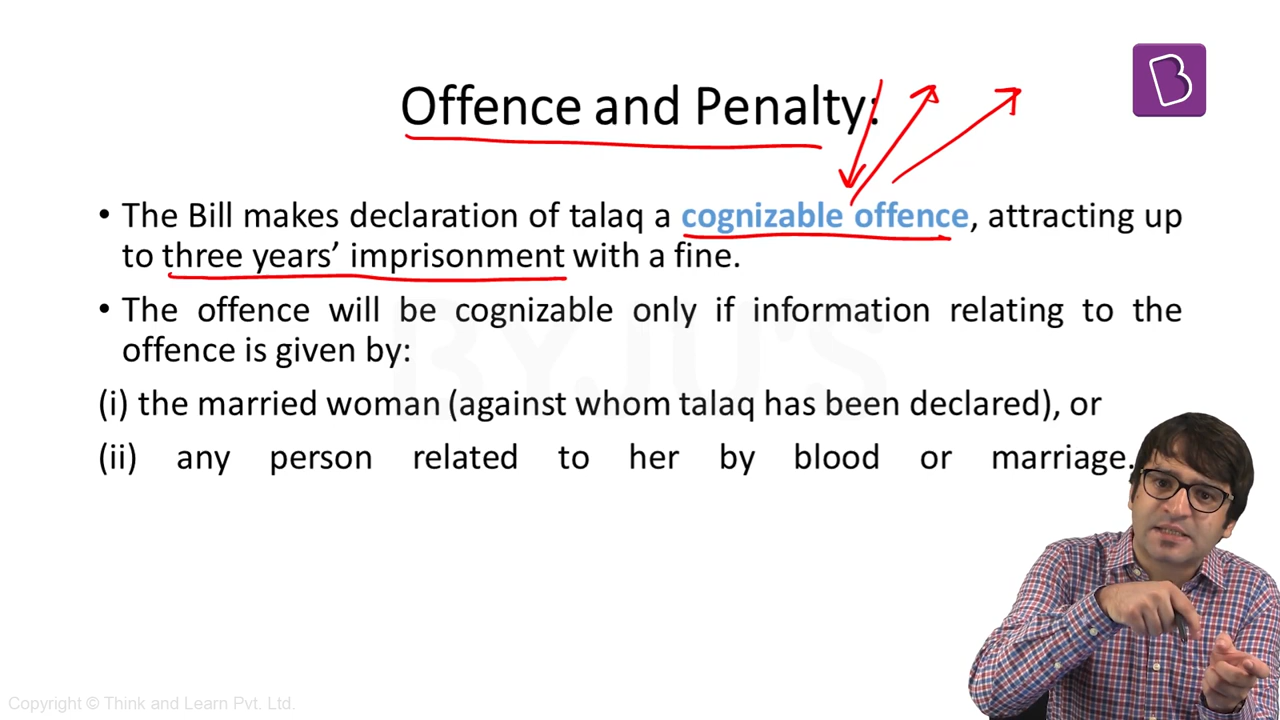 Offence and Penalty:
B
• The Bill makes declaration of talaq a cognizable offence, attracting up
to three years’ imprisonment with a fine.
• The offence will be cognizable only if information relating to the
offence is given by:
BYJU'S
(i) the married woman (against whom talaq has been declared), or
(ii) any person related to her by blood or marriage.
Copyright © Think and Learn Pvt. Ltd.